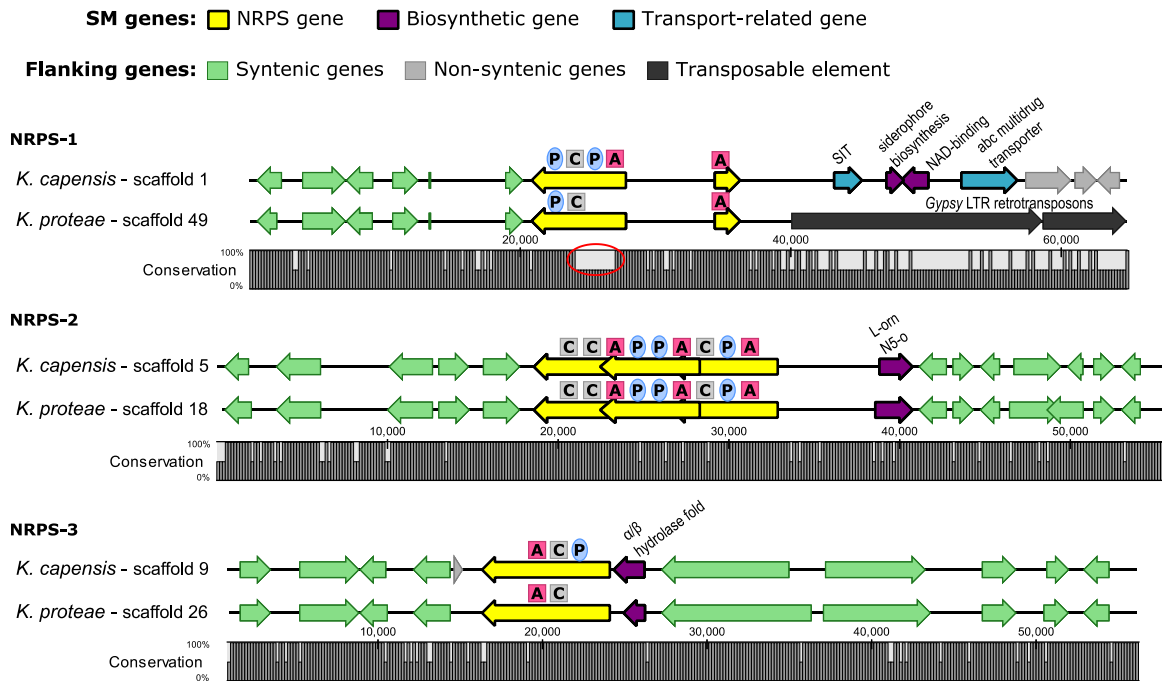 SM genes: NRPS gene Biosynthetic gene Transport-related gene
Flanking genes: Syntenic genes Non-syntenic genes Transposable element
NRPS-1
SIT siderophore biosynthesis NAD-binding abc multidrug transporter
P C P A A
K. capensis - scaffold 1
P C A Gypsy LTR retrotransposons
K. proteae - scaffold 49
20,000 40,000 60,000
100%
Conservation
0%
NRPS-2
L-orn N5-o
C C A P P A C P A
K. capensis - scaffold 5
C C A P P A C P A
K. proteae - scaffold 18
10,000 20,000 30,000 40,000 50,000
100%
Conservation
0%
NRPS-3
α/β hydrolase fold
A C P
K. capensis - scaffold 9
A C
K. proteae - scaffold 26
10,000 20,000 30,000 40,000 50,000
100%
Conservation
0%